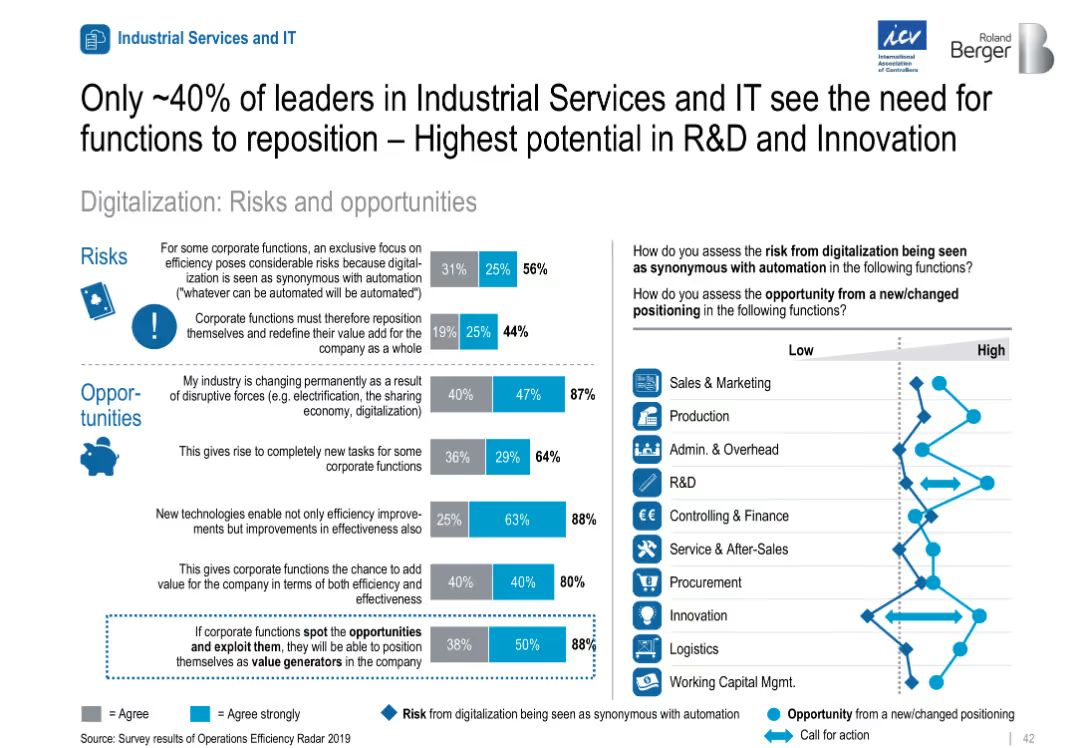 Industrial Services and IT
icv
International
Association
of Controllers
Roland
Berger
B
Only ~40% of leaders in Industrial Services and IT see the need for
functions to reposition – Highest potential in R&D and Innovation
Digitalization: Risks and opportunities
Risks
For some corporate functions, an exclusive focus on
efficiency poses considerable risks because digital-
ization is seen as synonymous with automation
("whatever can be automated will be automated")
31% 25% 56%
!
Corporate functions must therefore reposition
themselves and redefine their value add for the
company as a whole
19% 25% 44%
Oppor-
tunities
My industry is changing permanently as a result
of disruptive forces (e.g. electrification, the sharing
economy, digitalization)
40% 47% 87%
This gives rise to completely new tasks for some
corporate functions
36% 29% 64%
New technologies enable not only efficiency improve-
ments but improvements in effectiveness also
25% 63% 88%
This gives corporate functions the chance to add
value for the company in terms of both efficiency and
effectiveness
40% 40% 80%
If corporate functions spot the opportunities
and exploit them, they will be able to position
themselves as value generators in the company
38% 50% 88%
How do you assess the risk from digitalization being seen
as synonymous with automation in the following functions?
How do you assess the opportunity from a new/changed
positioning in the following functions?
Low High
Sales & Marketing
Production
Admin. & Overhead
R&D
€€ Controlling & Finance
Service & After-Sales
Procurement
Innovation
Logistics
Working Capital Mgmt.
= Agree = Agree strongly Risk from digitalization being seen as synonymous with automation Opportunity from a new/changed positioning
Call for action
Source: Survey results of Operations Efficiency Radar 2019
42